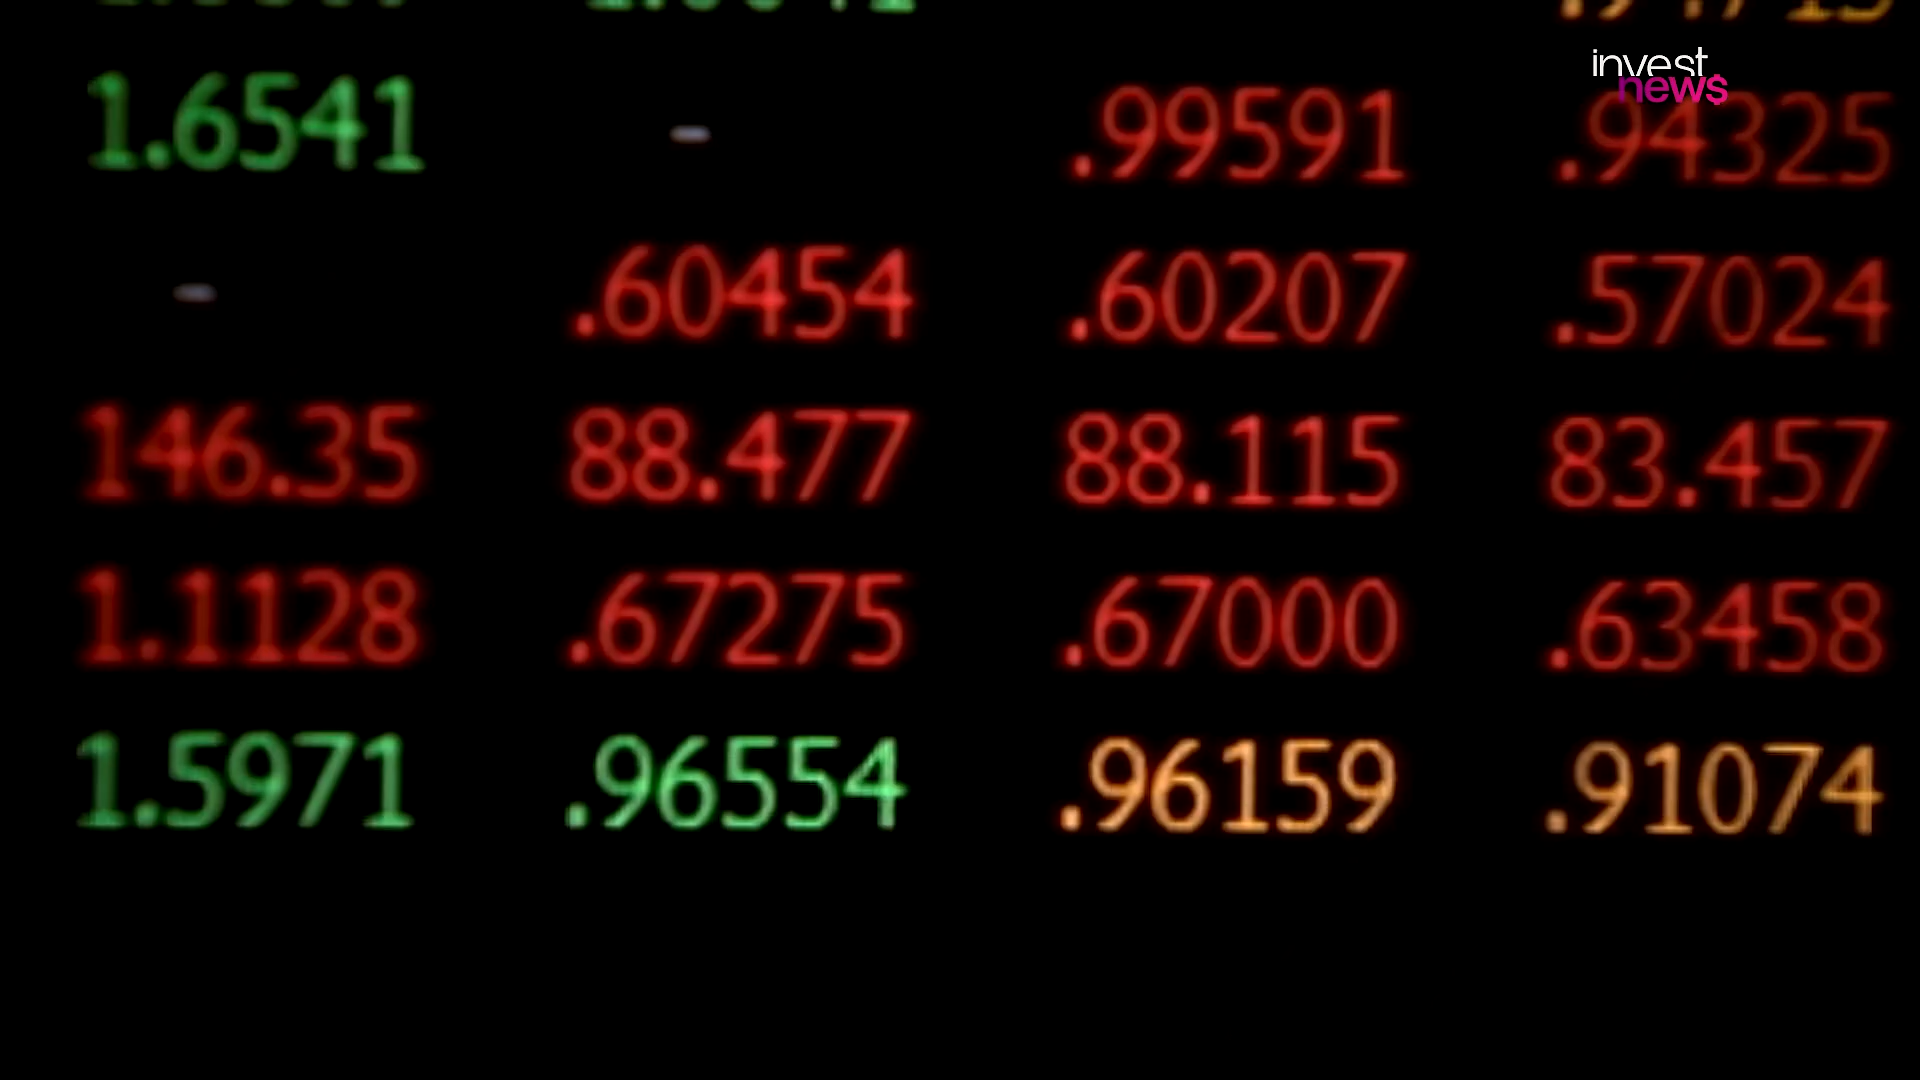 invest
news
1.6541 - .99591 .94325
- .60454 .60207 .57024
146.35 88.477 88.115 83.457
1.1128 .67275 .67000 .63458
1.5971 .96554 .96159 .91074